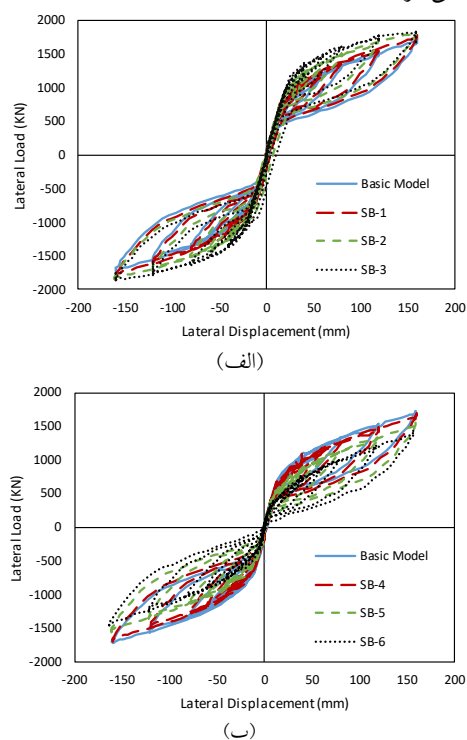 2000
1500
1000
500
0
-500
-1000
-1500
-2000
Lateral Load (KN)
Basic Model
SB-1
SB-2
SB-3
-200 -150 -100 -50 0 50 100 150 200
Lateral Displacement (mm)
(الف)
2000
1500
1000
500
0
-500
-1000
-1500
-2000
Lateral Load (KN)
Basic Model
SB-4
SB-5
SB-6
-200 -150 -100 -50 0 50 100 150 200
Lateral Displacement (mm)
(ب)